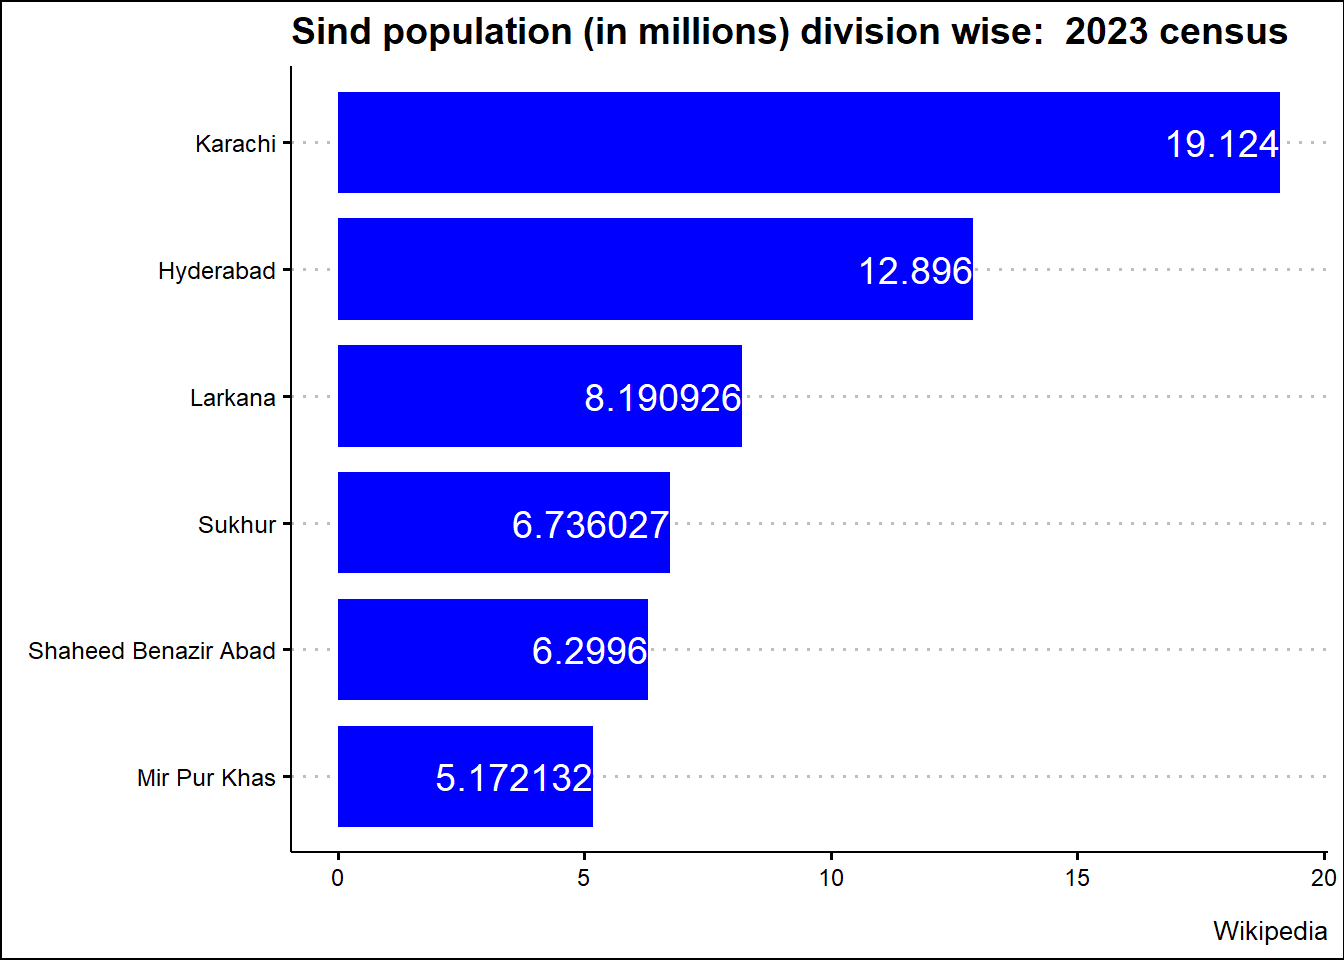 Sind population (in millions) division wise:  2023 census
Karachi 19.124
Hyderabad 12.896
Larkana 8.190926
Sukhur 6.736027
Shaheed Benazir Abad 6.2996
Mir Pur Khas 5.172132
0 5 10 15 20
Wikipedia